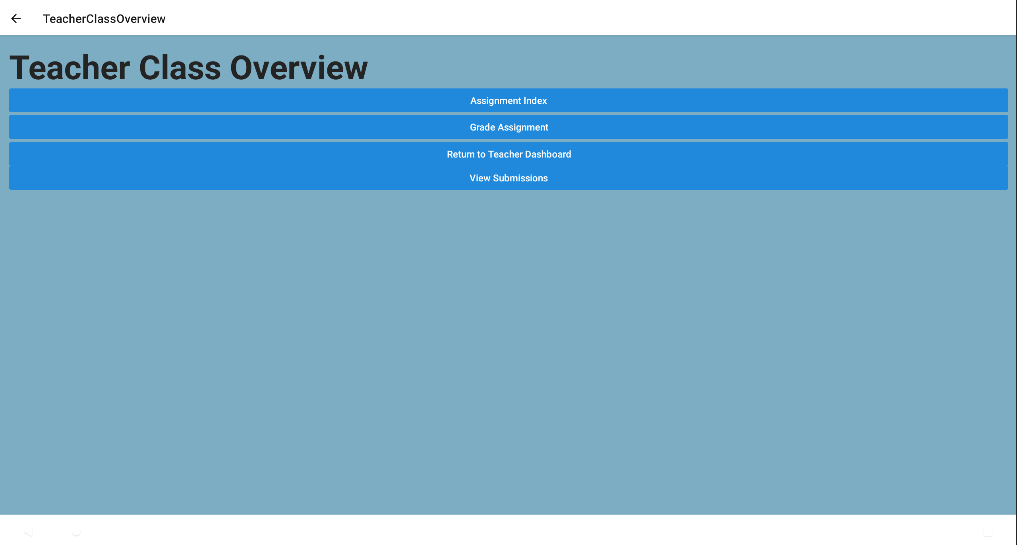 TeacherClassOverview
Teacher Class Overview
Assignment Index
Grade Assignment
Return to Teacher Dashboard
View Submissions